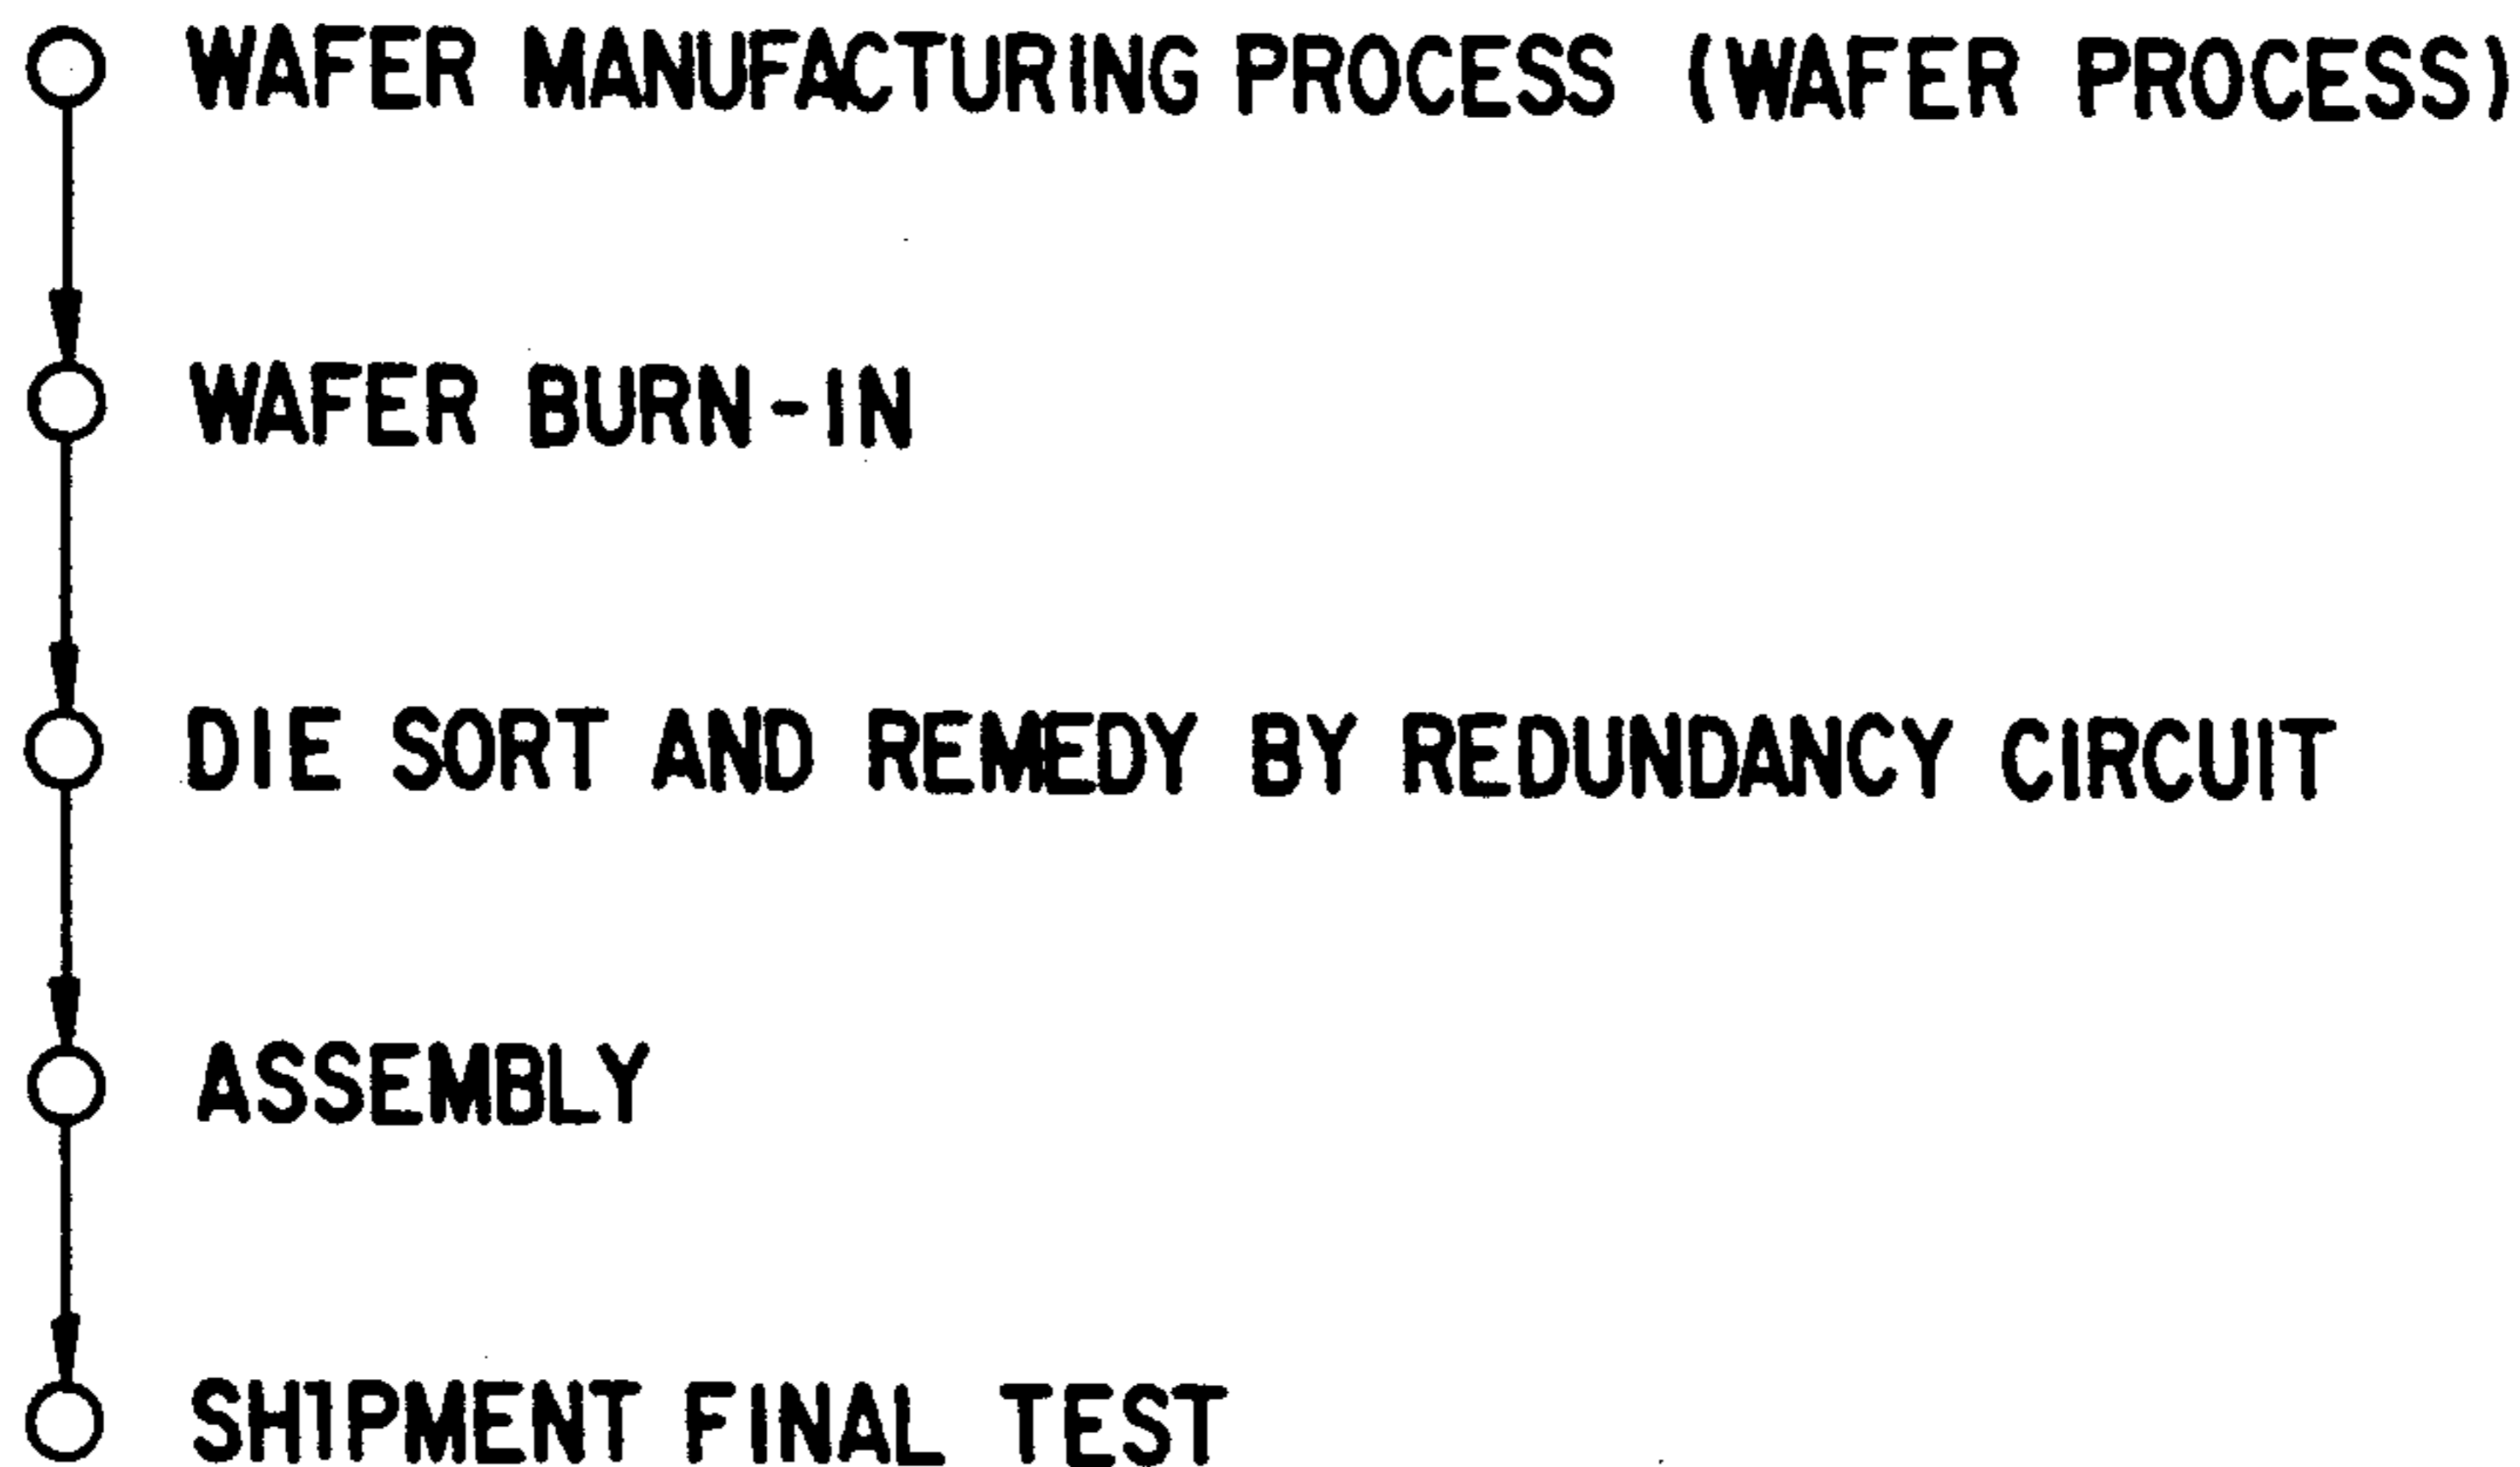 WAFER MANUFACTURING PROCESS (WAFER PROCESS)
WAFER BURN-IN
DIE SORT AND REMEDY BY REDUNDANCY CIRCUIT
ASSEMBLY
SHIPMENT FINAL TEST